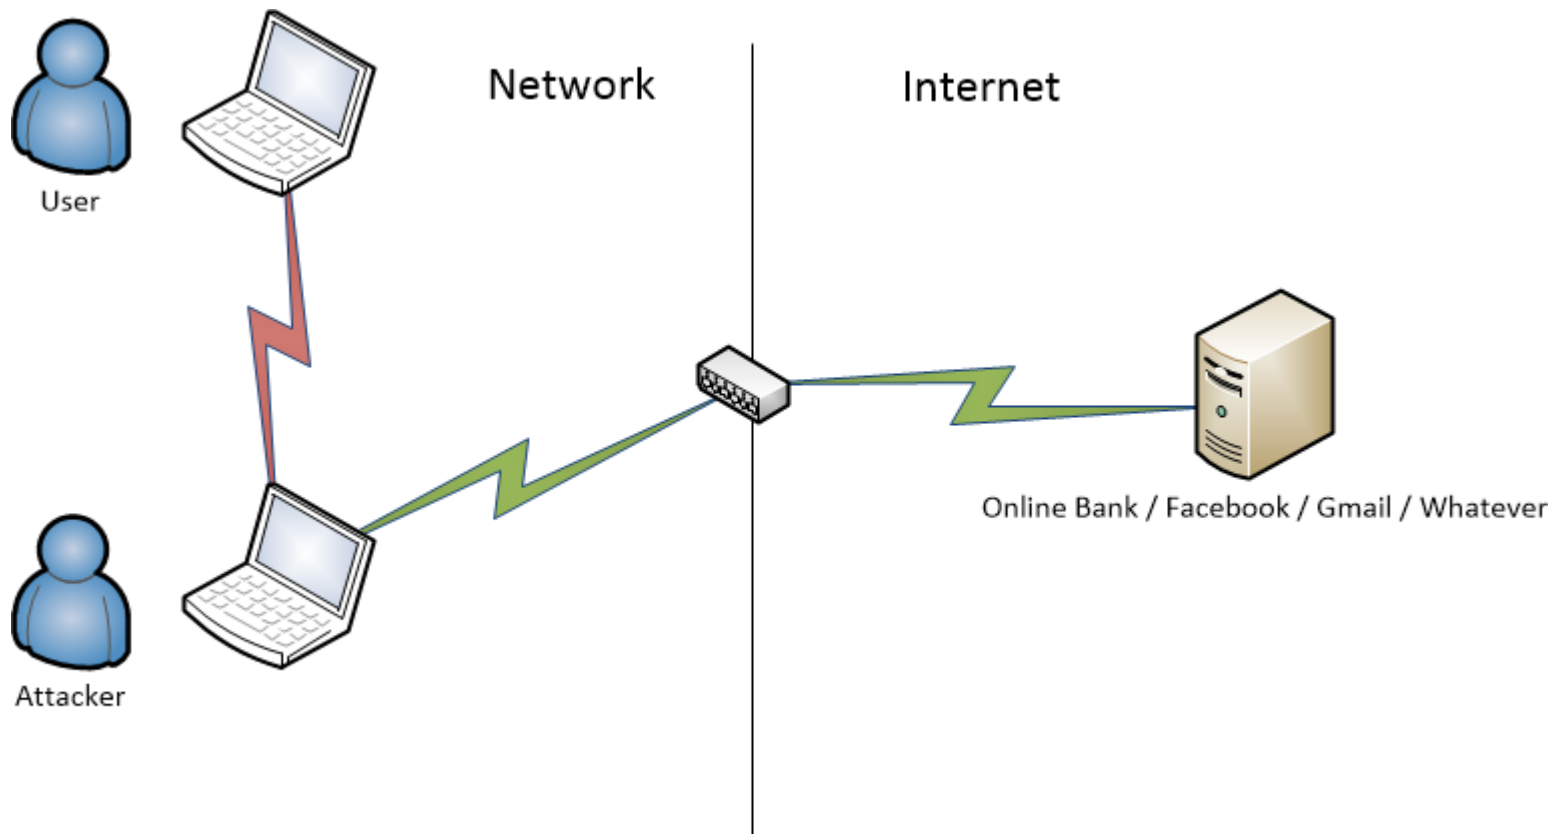 Network
Internet
User
Online Bank / Facebook / Gmail / Whatever
Attacker